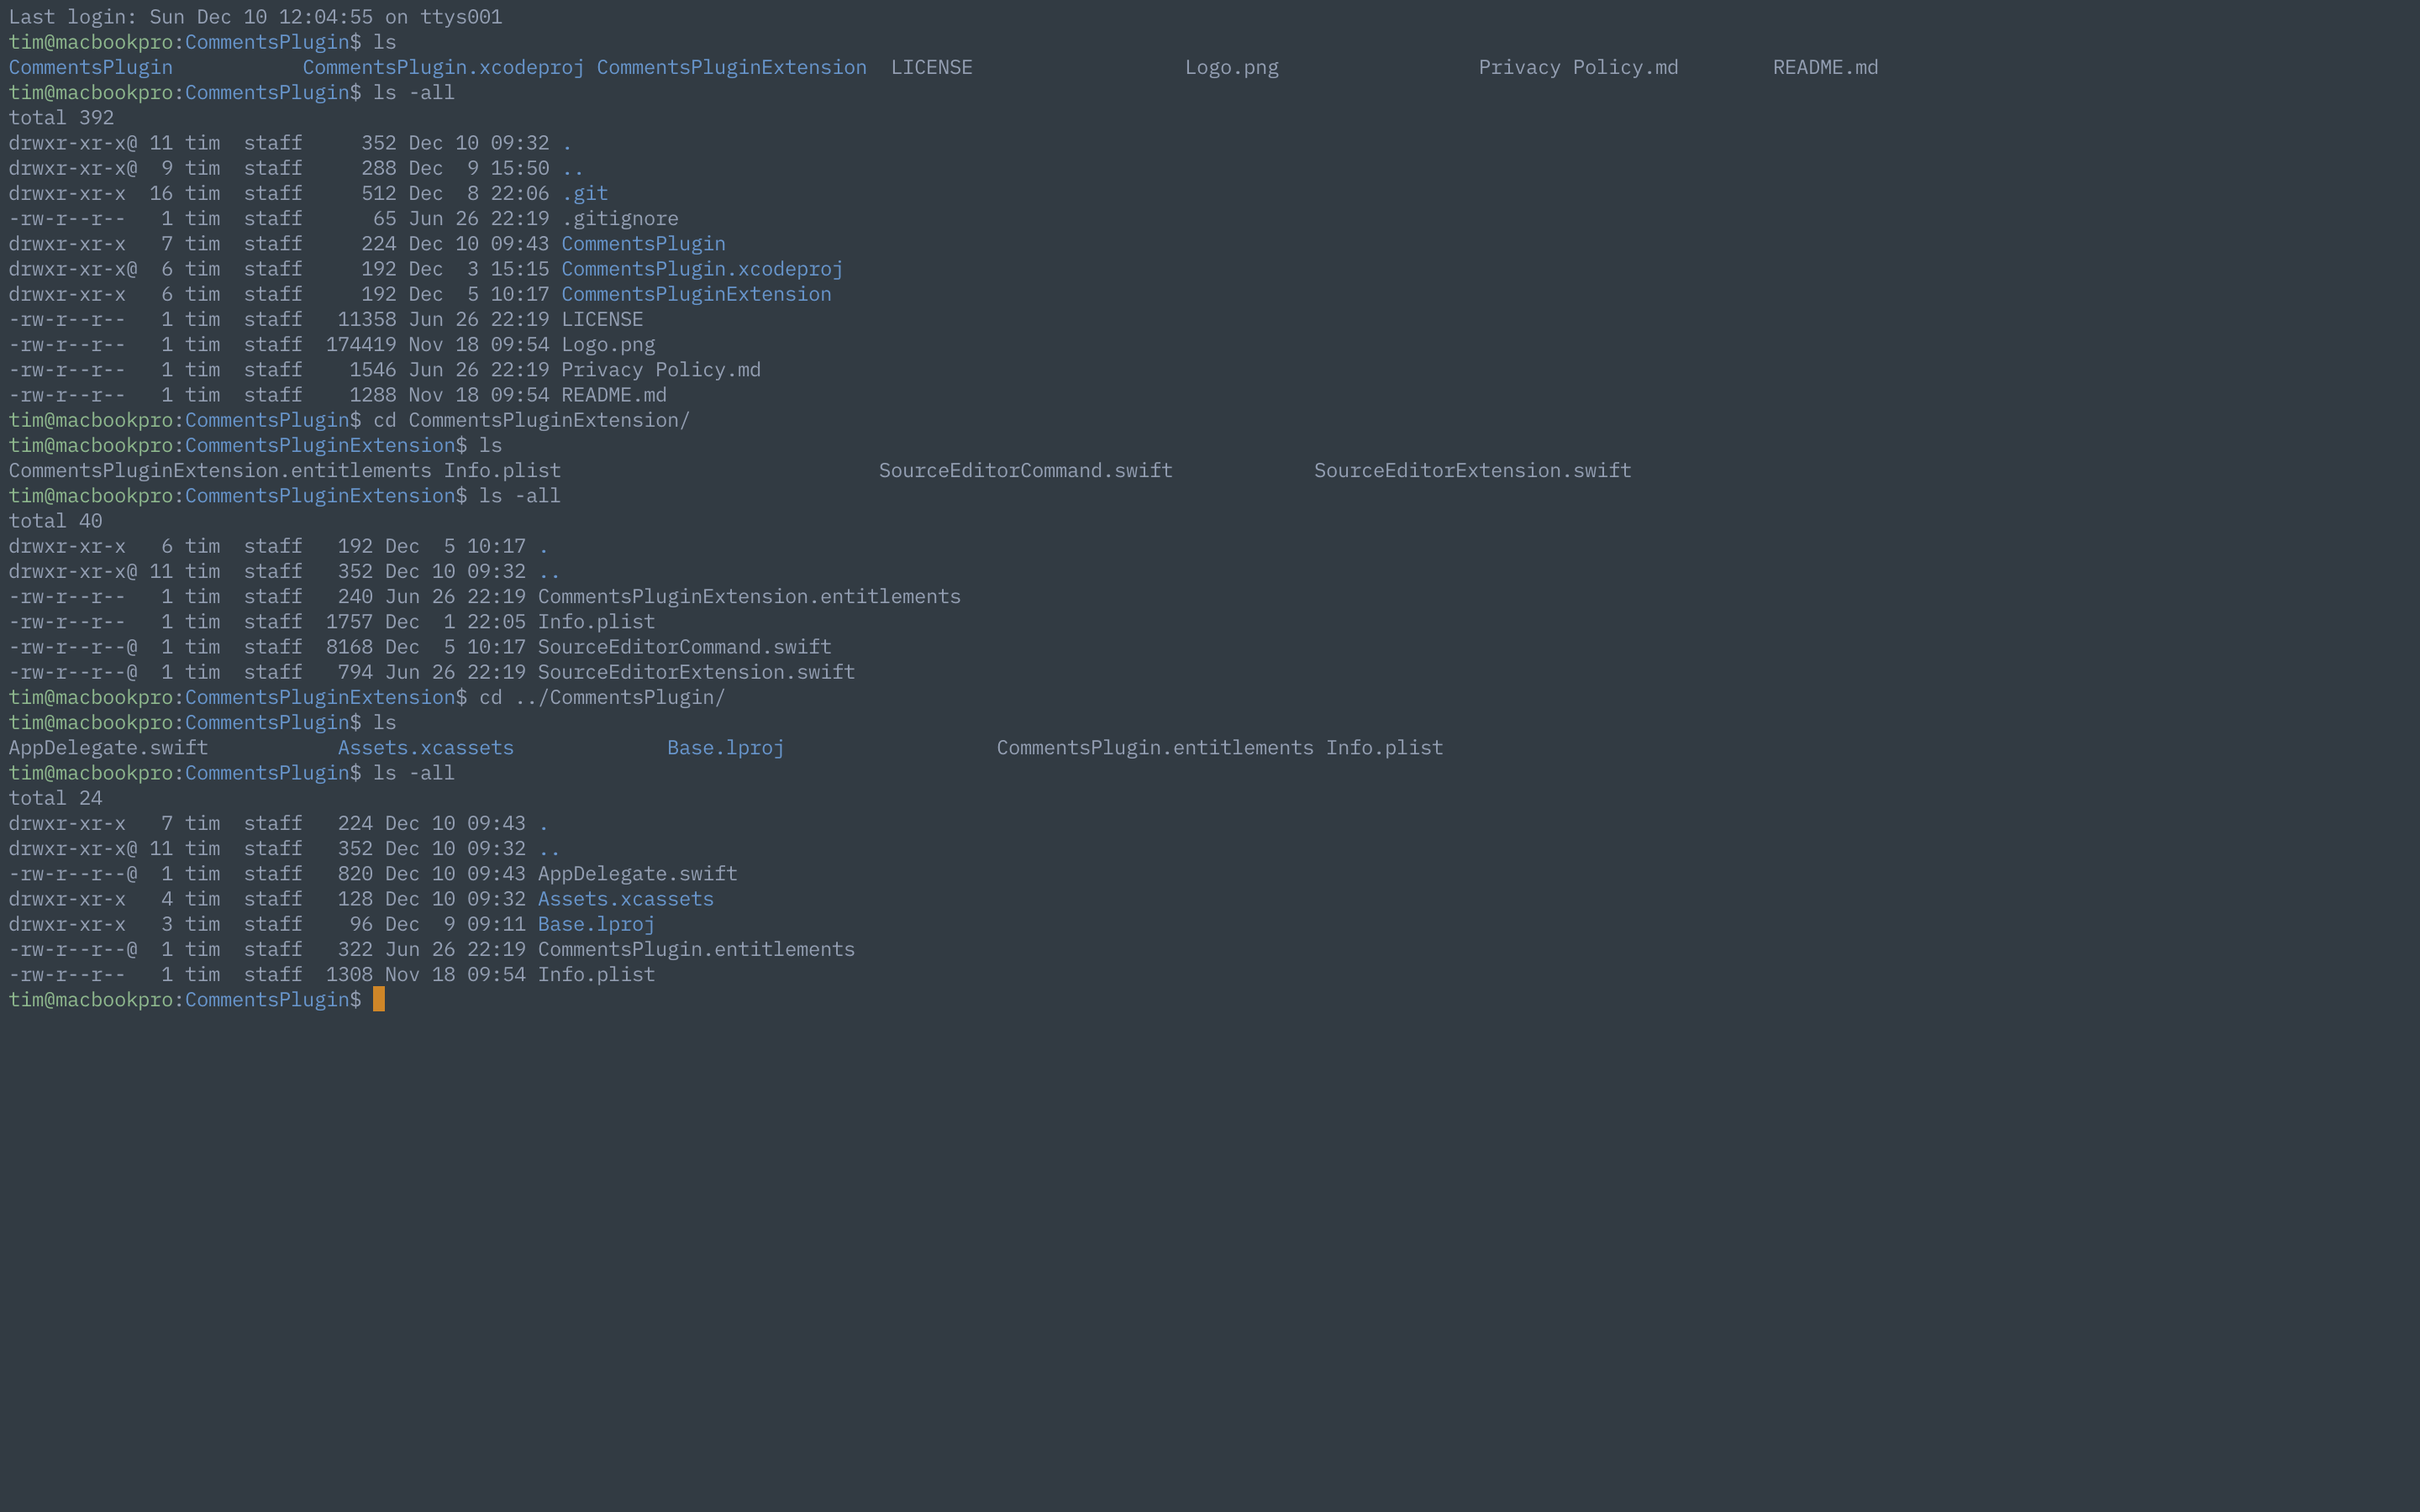 Last login: Sun Dec 10 12:04:55 on ttys001
tim@macbookpro:CommentsPlugin$ ls
CommentsPlugin           CommentsPlugin.xcodeproj CommentsPluginExtension  LICENSE                  Logo.png                 Privacy Policy.md        README.md
tim@macbookpro:CommentsPlugin$ ls -all
total 392
drwxr-xr-x@ 11 tim  staff     352 Dec 10 09:32 .
drwxr-xr-x@  9 tim  staff     288 Dec  9 15:50 ..
drwxr-xr-x  16 tim  staff     512 Dec  8 22:06 .git
-rw-r--r--   1 tim  staff      65 Jun 26 22:19 .gitignore
drwxr-xr-x   7 tim  staff     224 Dec 10 09:43 CommentsPlugin
drwxr-xr-x@  6 tim  staff     192 Dec  3 15:15 CommentsPlugin.xcodeproj
drwxr-xr-x   6 tim  staff     192 Dec  5 10:17 CommentsPluginExtension
-rw-r--r--   1 tim  staff   11358 Jun 26 22:19 LICENSE
-rw-r--r--   1 tim  staff  174419 Nov 18 09:54 Logo.png
-rw-r--r--   1 tim  staff    1546 Jun 26 22:19 Privacy Policy.md
-rw-r--r--   1 tim  staff    1288 Nov 18 09:54 README.md
tim@macbookpro:CommentsPlugin$ cd CommentsPluginExtension/
tim@macbookpro:CommentsPluginExtension$ ls
CommentsPluginExtension.entitlements Info.plist                           SourceEditorCommand.swift            SourceEditorExtension.swift
tim@macbookpro:CommentsPluginExtension$ ls -all
total 40
drwxr-xr-x   6 tim  staff   192 Dec  5 10:17 .
drwxr-xr-x@ 11 tim  staff   352 Dec 10 09:32 ..
-rw-r--r--   1 tim  staff   240 Jun 26 22:19 CommentsPluginExtension.entitlements
-rw-r--r--   1 tim  staff  1757 Dec  1 22:05 Info.plist
-rw-r--r--@  1 tim  staff  8168 Dec  5 10:17 SourceEditorCommand.swift
-rw-r--r--@  1 tim  staff   794 Jun 26 22:19 SourceEditorExtension.swift
tim@macbookpro:CommentsPluginExtension$ cd ../CommentsPlugin/
tim@macbookpro:CommentsPlugin$ ls
AppDelegate.swift           Assets.xcassets             Base.lproj                  CommentsPlugin.entitlements Info.plist
tim@macbookpro:CommentsPlugin$ ls -all
total 24
drwxr-xr-x   7 tim  staff   224 Dec 10 09:43 .
drwxr-xr-x@ 11 tim  staff   352 Dec 10 09:32 ..
-rw-r--r--@  1 tim  staff   820 Dec 10 09:43 AppDelegate.swift
drwxr-xr-x   4 tim  staff   128 Dec 10 09:32 Assets.xcassets
drwxr-xr-x   3 tim  staff    96 Dec  9 09:11 Base.lproj
-rw-r--r--@  1 tim  staff   322 Jun 26 22:19 CommentsPlugin.entitlements
-rw-r--r--   1 tim  staff  1308 Nov 18 09:54 Info.plist
tim@macbookpro:CommentsPlugin$